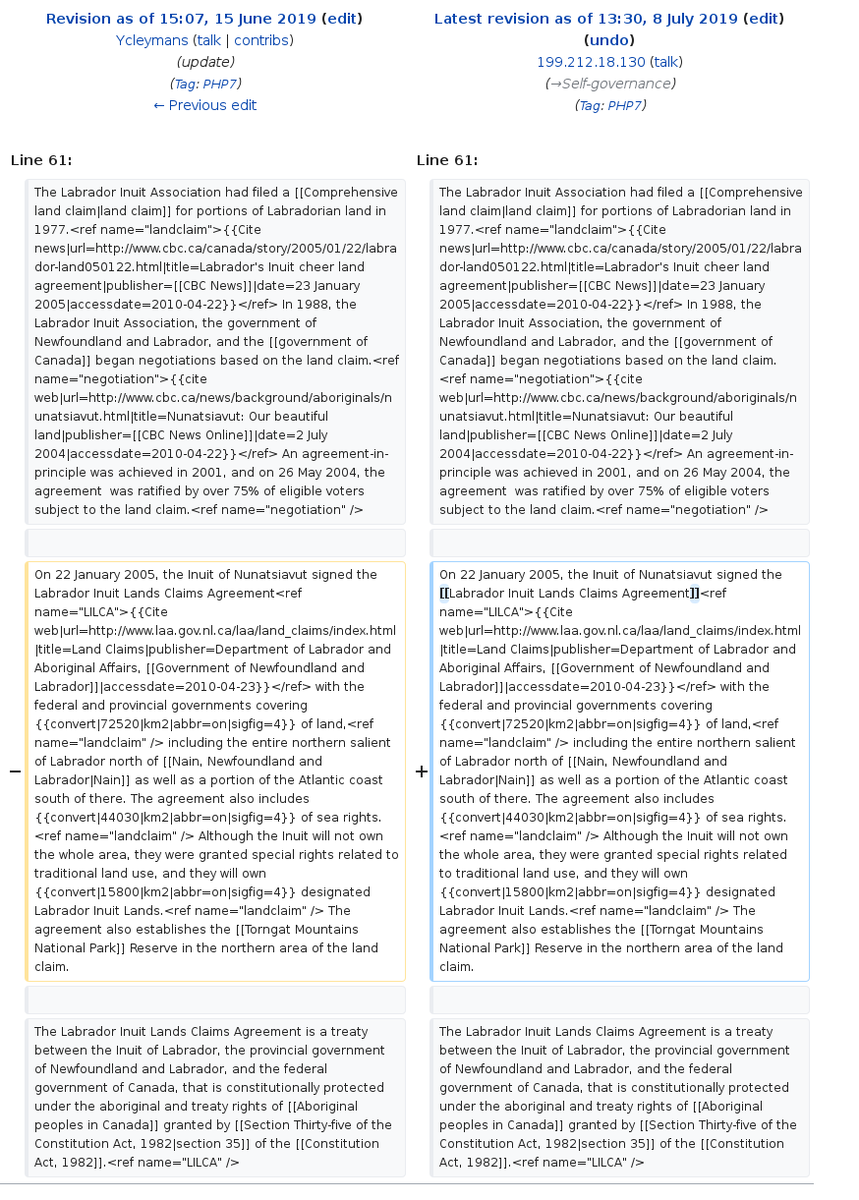 Revision as of 15:07, 15 June 2019 (edit)
Ycleymans (talk | contribs)
(update)
(Tag: PHP7)
← Previous edit
Latest revision as of 13:30, 8 July 2019 (edit)
(undo)
199.212.18.130 (talk)
(→Self-governance)
(Tag: PHP7)
Line 61:
The Labrador Inuit Association had filed a [[Comprehensive
land claim|land claim]] for portions of Labradorian land in
1977.<ref name="landclaim">{{Cite
news|url=http://www.cbc.ca/canada/story/2005/01/22/labra
dor-land050122.html|title=Labrador's Inuit cheer land
agreement|publisher=[[CBC News]]|date=23 January
2005|accessdate=2010-04-22}}</ref> In 1988, the
Labrador Inuit Association, the government of
Newfoundland and Labrador, and the [[government of
Canada]] began negotiations based on the land claim.<ref
name="negotiation">{{cite
web|url=http://www.cbc.ca/news/background/aboriginals/n
unatsiavut.html|title=Nunatsiavut: Our beautiful
land|publisher=[[CBC News Online]]|date=2 July
2004|accessdate=2010-04-22}}</ref> An agreement-in-
principle was achieved in 2001, and on 26 May 2004, the
agreement  was ratified by over 75% of eligible voters
subject to the land claim.<ref name="negotiation" />
− On 22 January 2005, the Inuit of Nunatsiavut signed the
Labrador Inuit Lands Claims Agreement<ref
name="LILCA">{{Cite
web|url=http://www.laa.gov.nl.ca/laa/land_claims/index.html
|title=Land Claims|publisher=Department of Labrador and
Aboriginal Affairs, [[Government of Newfoundland and
Labrador]]|accessdate=2010-04-23}}</ref> with the
federal and provincial governments covering
{{convert|72520|km2|abbr=on|sigfig=4}} of land,<ref
name="landclaim" /> including the entire northern salient
of Labrador north of [[Nain, Newfoundland and
Labrador|Nain]] as well as a portion of the Atlantic coast
south of there. The agreement also includes
{{convert|44030|km2|abbr=on|sigfig=4}} of sea rights.
<ref name="landclaim" /> Although the Inuit will not own
the whole area, they were granted special rights related to
traditional land use, and they will own
{{convert|15800|km2|abbr=on|sigfig=4}} designated
Labrador Inuit Lands.<ref name="landclaim" /> The
agreement also establishes the [[Torngat Mountains
National Park]] Reserve in the northern area of the land
claim.
The Labrador Inuit Lands Claims Agreement is a treaty
between the Inuit of Labrador, the provincial government
of Newfoundland and Labrador, and the federal
government of Canada, that is constitutionally protected
under the aboriginal and treaty rights of [[Aboriginal
peoples in Canada]] granted by [[Section Thirty-five of the
Constitution Act, 1982|section 35]] of the [[Constitution
Act, 1982]].<ref name="LILCA" />
Line 61:
The Labrador Inuit Association had filed a [[Comprehensive
land claim|land claim]] for portions of Labradorian land in
1977.<ref name="landclaim">{{Cite
news|url=http://www.cbc.ca/canada/story/2005/01/22/labra
dor-land050122.html|title=Labrador's Inuit cheer land
agreement|publisher=[[CBC News]]|date=23 January
2005|accessdate=2010-04-22}}</ref> In 1988, the
Labrador Inuit Association, the government of
Newfoundland and Labrador, and the [[government of
Canada]] began negotiations based on the land claim.
<ref name="negotiation">{{cite
web|url=http://www.cbc.ca/news/background/aboriginals/n
unatsiavut.html|title=Nunatsiavut: Our beautiful
land|publisher=[[CBC News Online]]|date=2 July
2004|accessdate=2010-04-22}}</ref> An agreement-in-
principle was achieved in 2001, and on 26 May 2004, the
agreement  was ratified by over 75% of eligible voters
subject to the land claim.<ref name="negotiation" />
+ On 22 January 2005, the Inuit of Nunatsiavut signed the
[[Labrador Inuit Lands Claims Agreement]]<ref
name="LILCA">{{Cite
web|url=http://www.laa.gov.nl.ca/laa/land_claims/index.html
|title=Land Claims|publisher=Department of Labrador and
Aboriginal Affairs, [[Government of Newfoundland and
Labrador]]|accessdate=2010-04-23}}</ref> with the
federal and provincial governments covering
{{convert|72520|km2|abbr=on|sigfig=4}} of land,<ref
name="landclaim" /> including the entire northern salient
of Labrador north of [[Nain, Newfoundland and
Labrador|Nain]] as well as a portion of the Atlantic coast
south of there. The agreement also includes
{{convert|44030|km2|abbr=on|sigfig=4}} of sea rights.
<ref name="landclaim" /> Although the Inuit will not own
the whole area, they were granted special rights related
to traditional land use, and they will own
{{convert|15800|km2|abbr=on|sigfig=4}} designated
Labrador Inuit Lands.<ref name="landclaim" /> The
agreement also establishes the [[Torngat Mountains
National Park]] Reserve in the northern area of the land
claim.
The Labrador Inuit Lands Claims Agreement is a treaty
between the Inuit of Labrador, the provincial government
of Newfoundland and Labrador, and the federal
government of Canada, that is constitutionally protected
under the aboriginal and treaty rights of [[Aboriginal
peoples in Canada]] granted by [[Section Thirty-five of the
Constitution Act, 1982|section 35]] of the [[Constitution
Act, 1982]].<ref name="LILCA" />